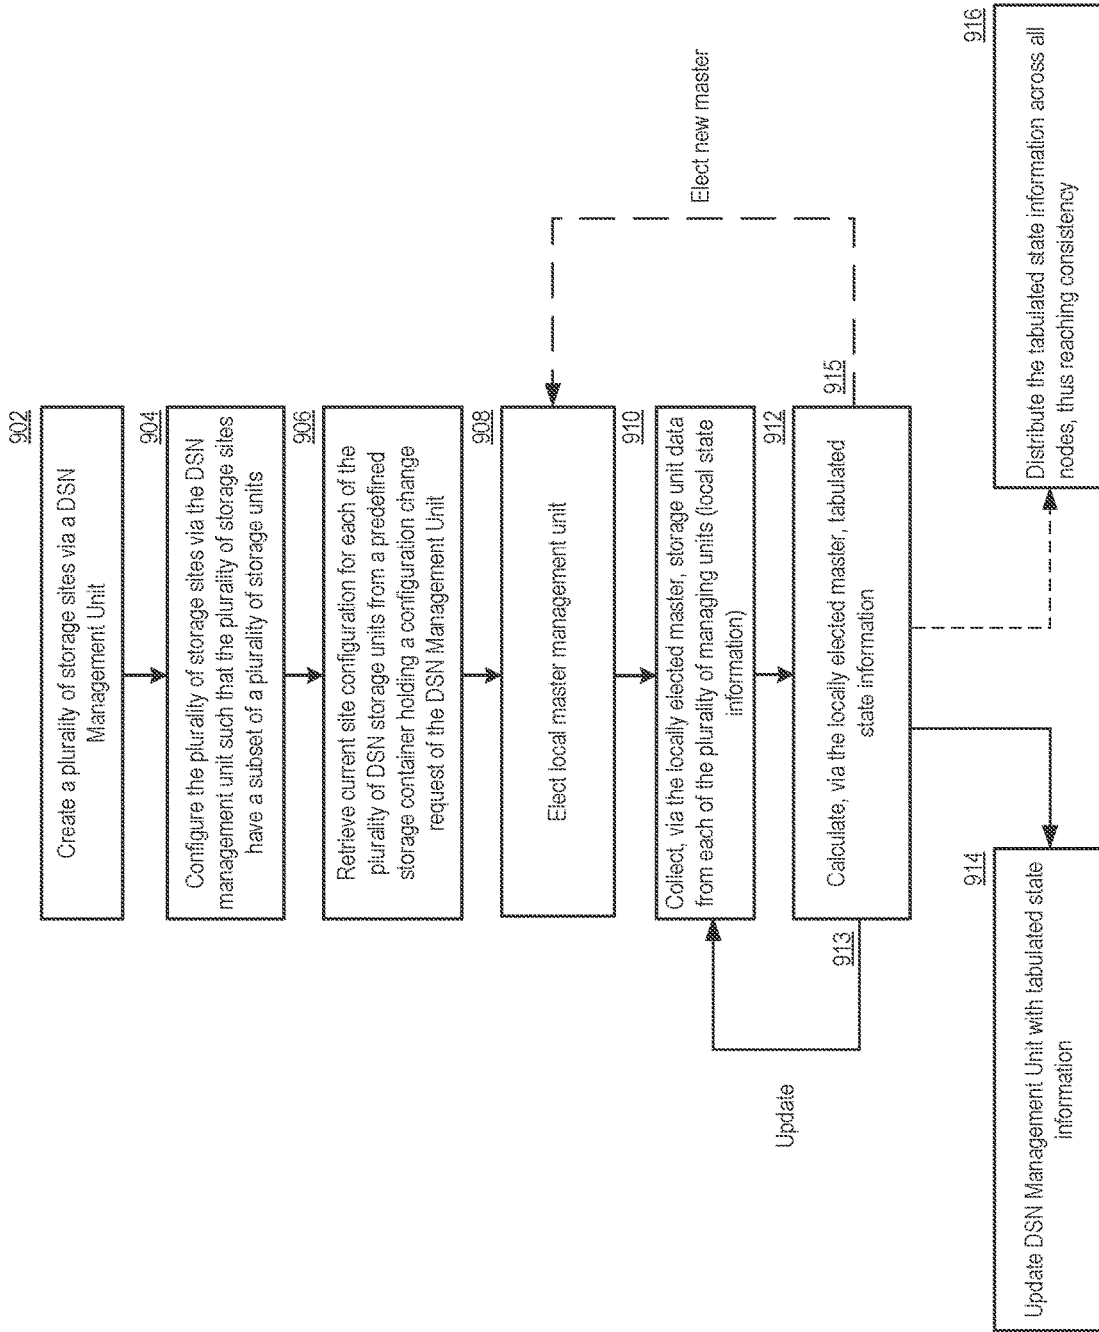 902
Create a plurality of storage sites via a DSN
Management Unit
904
Configure the plurality of storage sites via the DSN
management unit such that the plurality of storage sites
have a subset of a plurality of storage units
906
Retrieve current site configuration for each of the
plurality of DSN storage units from a predefined
storage container holding a configuration change
request of the DSN Management Unit
908
Elect local master management unit
Elect new master
910
Collect, via the locally elected master, storage unit data
from each of the plurality of managing units (local state
information)
Update
912
Calculate, via the locally elected master, tabulated
state information
913
915
914
Update DSN Management Unit with tabulated state
information
916
Distribute the tabulated state information across all
nodes, thus reaching consistency